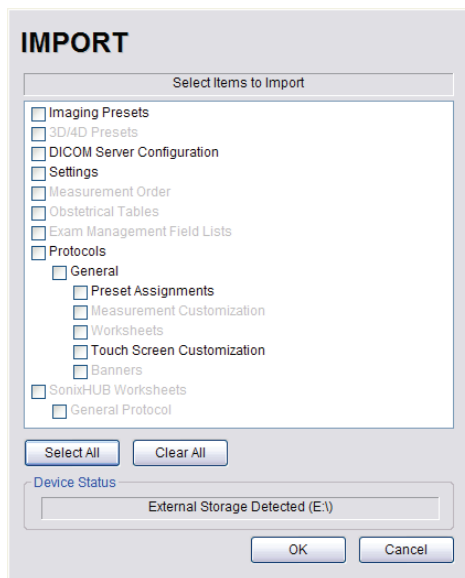 IMPORT
Select Items to Import
Imaging Presets
3D/4D Presets
DICOM Server Configuration
Settings
Measurement Order
Obstetrical Tables
Exam Management Field Lists
Protocols
General
Preset Assignments
Measurement Customization
Worksheets
Touch Screen Customization
Banners
SonixHUB Worksheets
General Protocol
Select All Clear All
Device Status
External Storage Detected (E:\)
OK Cancel